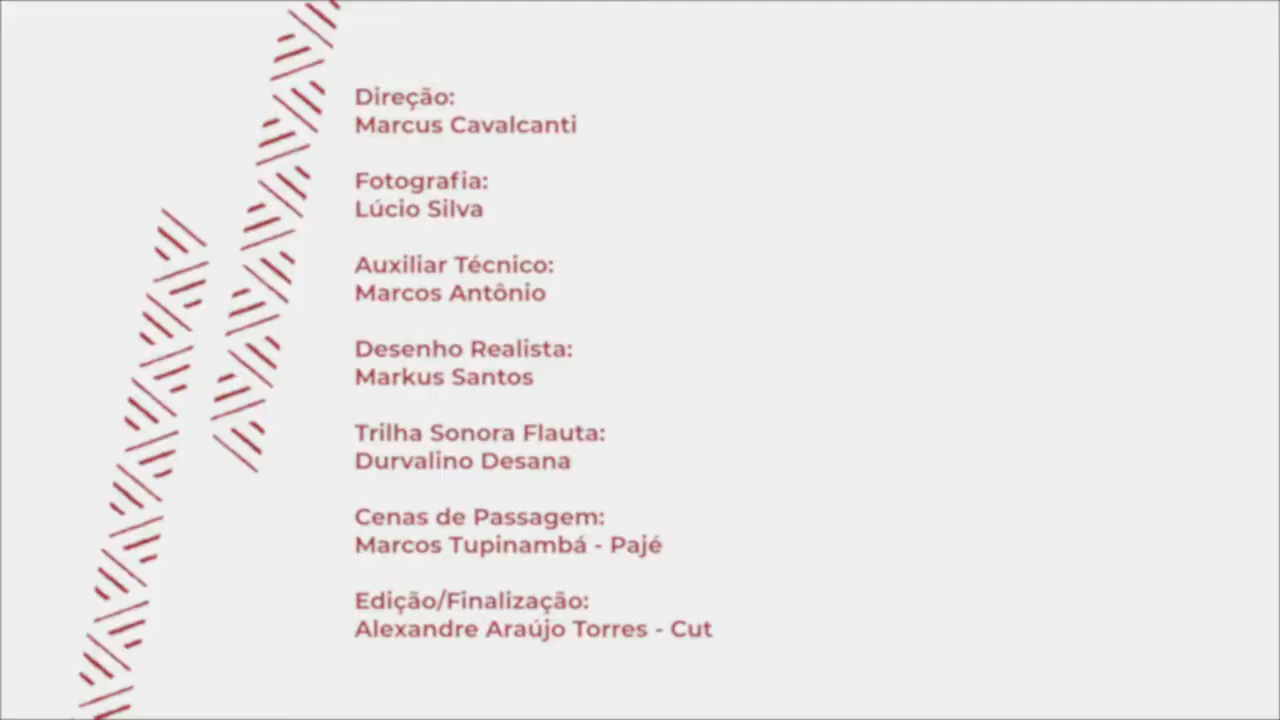 Direção:
Marcus Cavalcanti
Fotografia:
Lúcio Silva
Auxiliar Técnico:
Marcos Antônio
Desenho Realista:
Markus Santos
Trilha Sonora Flauta:
Durvalino Desana
Cenas de Passagem:
Marcos Tupinambá - Pajé
Edição/Finalização:
Alexandre Araújo Torres - Cut